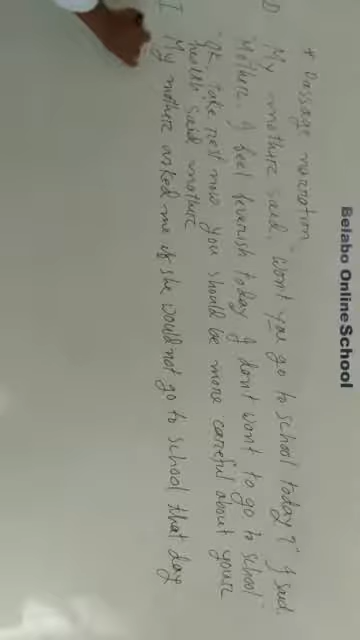 Belabo Online School
* Passage narration
D My mother said, "Won't you go to school today?" I said,
"Mother I feel feverish today I don't want to go to school"
"Ok, take rest now you should be more careful about your
health" said mother
I My mother asked me if she would not go to school that day